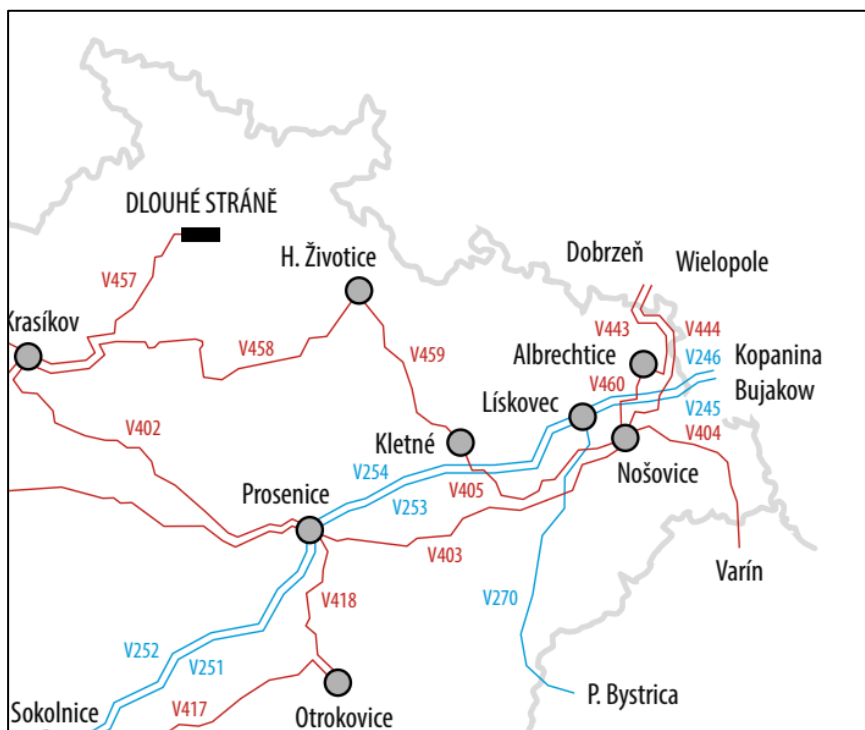 DLOUHÉ STRÁNĚ
H. Životice
Dobrzeň
Wielopole
V457
Krasíkov
V443
V444
V458
V459
Albrechtice
V246
Kopanina
V460
Bujakow
V245
Lískovec
V402
V404
Kletné
V254
Nošovice
V405
Prosenice
V253
V403
Varín
V418
V270
V252
V251
P. Bystrica
V417
Sokolnice
Otrokovice